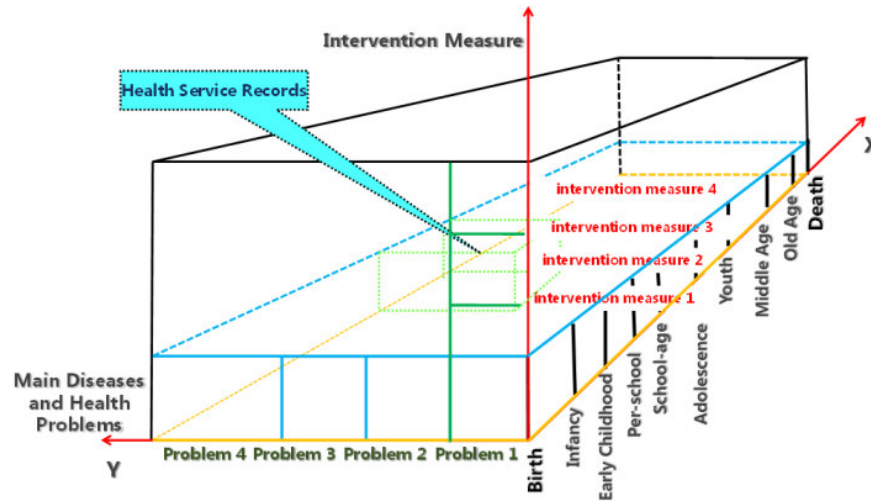 Intervention Measure
Health Service Records
X
intervention measure 4
intervention measure 3
intervention measure 2
intervention measure 1
Main Diseases
and Health
Problems
Y
Problem 4
Problem 3
Problem 2
Problem 1
Birth
Infancy
Early Childhood
Per-school
School-age
Adolescence
Youth
Middle Age
Old Age
Death